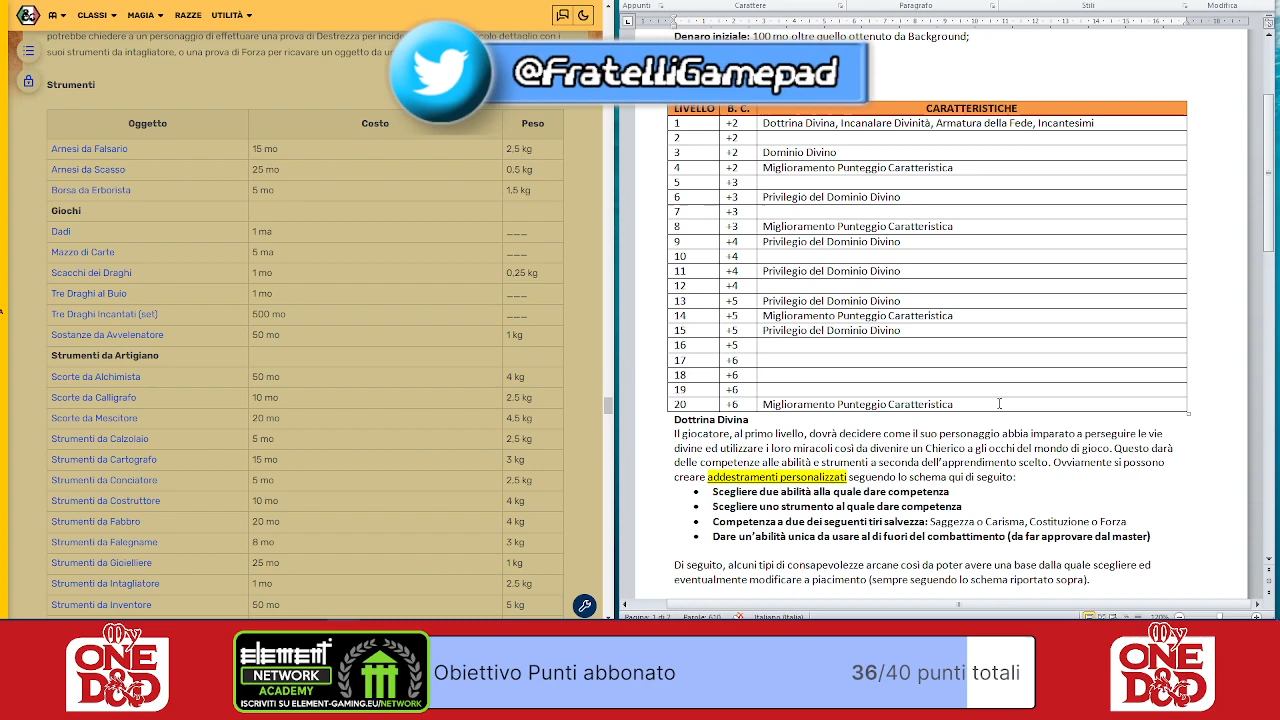 CLASSI
MAGIA
RAZZE
UTILITÀ
potrebbe chiedere a un personaggio di effettuare una prova di Destrezza per incidere
colo dettaglio con i
suoi strumenti da intagliatore, o una prova di Forza per ricavare un oggetto da
Strumenti
Oggetto Costo Peso
Arnesi da Falsario 15 mo 2,5 kg
Arnesi da Scasso 25 mo 0.5 kg
Borsa da Erborista 5 mo 1,5 kg
Giochi
Dadi 1 ma ___
Mazzo di Carte 5 ma ___
Scacchi dei Draghi 1 mo 0,25 kg
Tre Draghi al Buio 1 mo ___
Tre Draghi Incantati (set) 500 mo ___
Sostanze da Avvelenatore 50 mo 1 kg
Strumenti da Artigiano
Scorte da Alchimista 50 mo 4 kg
Scorte da Calligrafo 10 mo 2.5 kg
Scorte da Mescitore 20 mo 4,5 kg
Strumenti da Calzolaio 5 mo 2,5 kg
Strumenti da Cartografo 15 mo 3 kg
Strumenti da Conciatore 5 mo 2,5 kg
Strumenti da Costruttore 10 mo 4 kg
Strumenti da Fabbro 20 mo 4 kg
Strumenti da Falegname 8 mo 3 kg
Strumenti da Gioielliere 25 mo 1 kg
Strumenti da Intagliatore 1 mo 2.5 kg
Strumenti da Inventore 50 mo 5 kg
@FratelliGamepad
Appunti Carattere Paragrafo Stili Modifica
Denaro iniziale: 100 mo oltre quello ottenuto da Background;
LIVELLO B. C. CARATTERISTICHE
1 +2 Dottrina Divina, Incanalare Divinità, Armatura della Fede, Incantesimi
2 +2
3 +2 Dominio Divino
4 +2 Miglioramento Punteggio Caratteristica
5 +3
6 +3 Privilegio del Dominio Divino
7 +3
8 +3 Miglioramento Punteggio Caratteristica
9 +4 Privilegio del Dominio Divino
10 +4
11 +4 Privilegio del Dominio Divino
12 +4
13 +5 Privilegio del Dominio Divino
14 +5 Miglioramento Punteggio Caratteristica
15 +5 Privilegio del Dominio Divino
16 +5
17 +6
18 +6
19 +6
20 +6 Miglioramento Punteggio Caratteristica
Dottrina Divina
Il giocatore, al primo livello, dovrà decidere come il suo personaggio abbia imparato a perseguire le vie
divine ed utilizzare i loro miracoli così da divenire un Chierico a gli occhi del mondo di gioco. Questo darà
delle competenze alle abilità e strumenti a seconda dell'apprendimento scelto. Ovviamente si possono
creare addestramenti personalizzati seguendo lo schema qui di seguito:
• Scegliere due abilità alla quale dare competenza
• Scegliere uno strumento al quale dare competenza
• Competenza a due dei seguenti tiri salvezza: Saggezza o Carisma, Costituzione o Forza
• Dare un'abilità unica da usare al di fuori del combattimento (da far approvare dal master)
Di seguito, alcuni tipi di consapevolezze arcane così da poter avere una base dalla quale scegliere ed
eventualmente modificare a piacimento (sempre seguendo lo schema riportato sopra).
Pagina: 1 di 2 Parole: 610 Italiano (Italia) 120%
My ONE D&D
element NETWORK ACADEMY
ISCRIVITI SU ELEMENT-GAMING.EU/NETWORK
Obiettivo Punti abbonato 36/40 punti totali
My ONE D&D